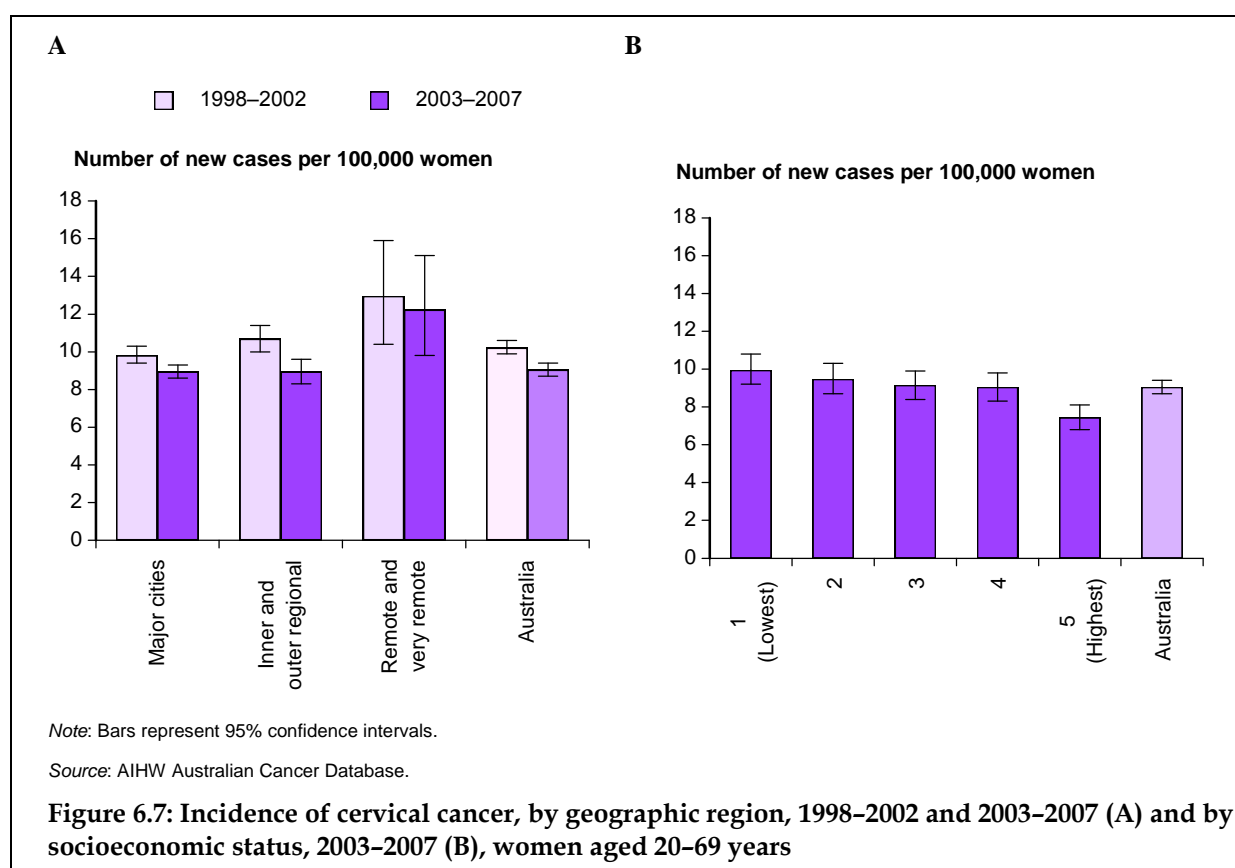 A
B
1998–2002
2003–2007
Number of new cases per 100,000 women
18
16
14
12
10
8
6
4
2
0
Major cities
Inner and
outer regional
Remote and
very remote
Australia
Number of new cases per 100,000 women
18
16
14
12
10
8
6
4
2
0
1
(Lowest)
2
3
4
5
(Highest)
Australia
Note: Bars represent 95% confidence intervals.
Source: AIHW Australian Cancer Database.
Figure 6.7: Incidence of cervical cancer, by geographic region, 1998–2002 and 2003–2007 (A) and by
socioeconomic status, 2003–2007 (B), women aged 20–69 years